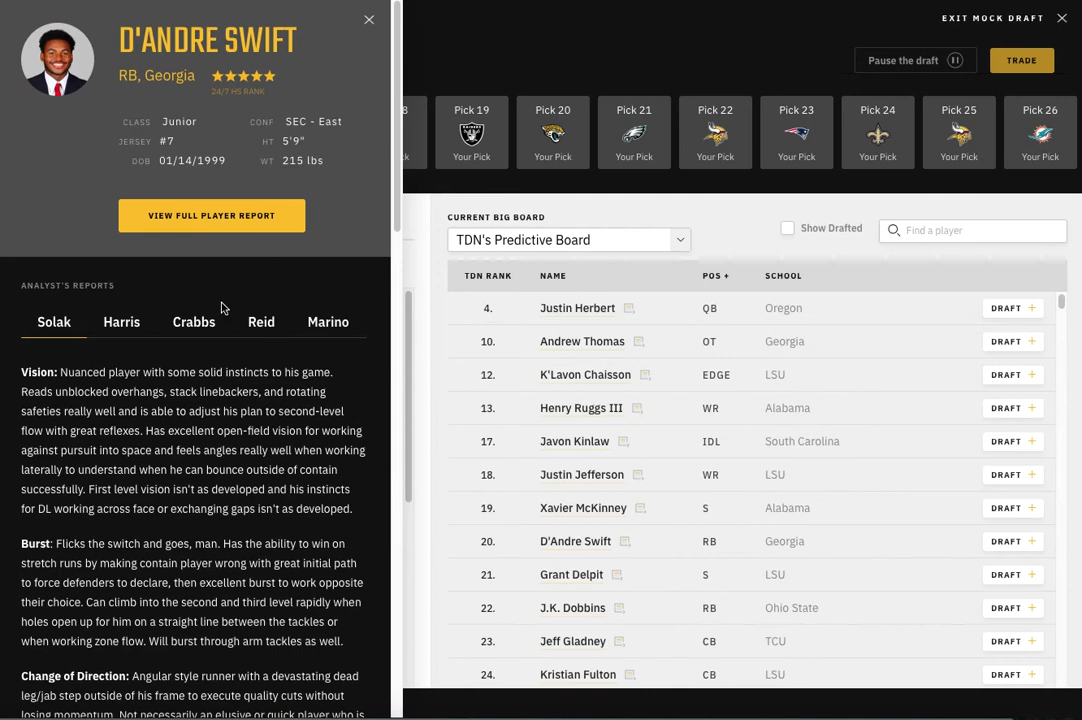 D'ANDRE SWIFT
RB, Georgia
24/7 HS RANK
CLASS Junior CONF SEC - East
JERSEY #7 HT 5'9"
DOB 01/14/1999 WT 215 lbs
VIEW FULL PLAYER REPORT
ANALYST'S REPORTS
Solak Harris Crabbs Reid Marino
Vision: Nuanced player with some solid instincts to his game.
Reads unblocked overhangs, stack linebackers, and rotating
safeties really well and is able to adjust his plan to second-level
flow with great reflexes. Has excellent open-field vision for working
against pursuit into space and feels angles really well when working
laterally to understand when he can bounce outside of contain
successfully. First level vision isn't as developed and his instincts
for DL working across face or exchanging gaps isn't as developed.
Burst: Flicks the switch and goes, man. Has the ability to win on
stretch runs by making contain player wrong with great initial path
to force defenders to declare, then excellent burst to work opposite
their choice. Can climb into the second and third level rapidly when
holes open up for him on a straight line between the tackles or
when working zone flow. Will burst through arm tackles as well.
Change of Direction: Angular style runner with a devastating dead
leg/jab step outside of his frame to execute quality cuts without
losing momentum. Not necessarily an elusive or quick player who is
EXIT MOCK DRAFT
Pause the draft
TRADE
8 Pick 19 Pick 20 Pick 21 Pick 22 Pick 23 Pick 24 Pick 25 Pick 26
ck Your Pick Your Pick Your Pick Your Pick Your Pick Your Pick Your Pick Your Pick
CURRENT BIG BOARD
TDN's Predictive Board
Show Drafted
Find a player
TDN RANK NAME POS + SCHOOL
4. Justin Herbert QB Oregon DRAFT +
10. Andrew Thomas OT Georgia DRAFT +
12. K'Lavon Chaisson EDGE LSU DRAFT +
13. Henry Ruggs III WR Alabama DRAFT +
17. Javon Kinlaw IDL South Carolina DRAFT +
18. Justin Jefferson WR LSU DRAFT +
19. Xavier McKinney S Alabama DRAFT +
20. D'Andre Swift RB Georgia DRAFT +
21. Grant Delpit S LSU DRAFT +
22. J.K. Dobbins RB Ohio State DRAFT +
23. Jeff Gladney CB TCU DRAFT +
24. Kristian Fulton CB LSU DRAFT +